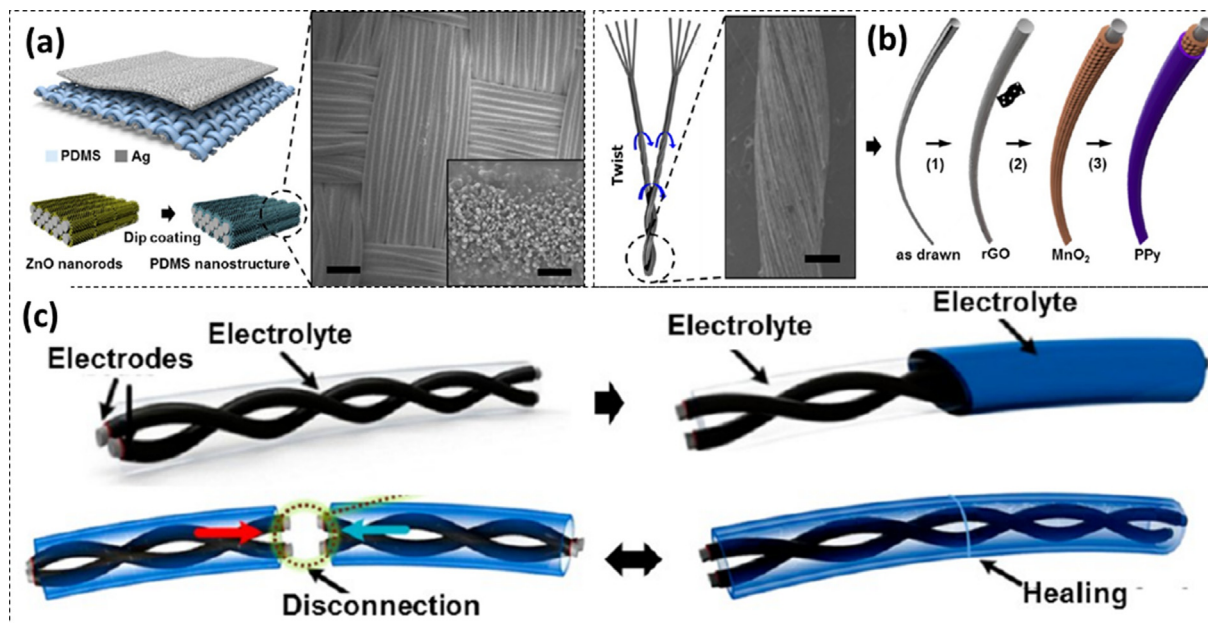 (a)
PDMS Ag
Dip coating
ZnO nanorods PDMS nanostructure
Twist
(b)
(1) (2) (3)
as drawn rGO MnO₂ PPy
(c)
Electrolyte
Electrodes
Electrolyte
Electrolyte
Disconnection
Healing